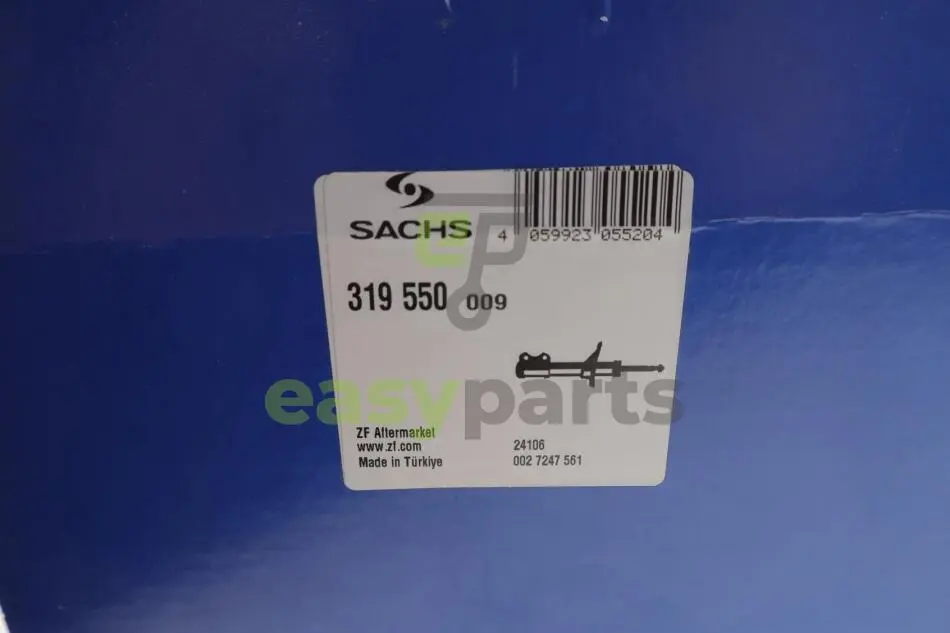 SACHS
4 059923 055204
319 550 009
eP
easyparts
ZF Aftermarket
www.zf.com
Made in Türkiye
24106
002 7247 561